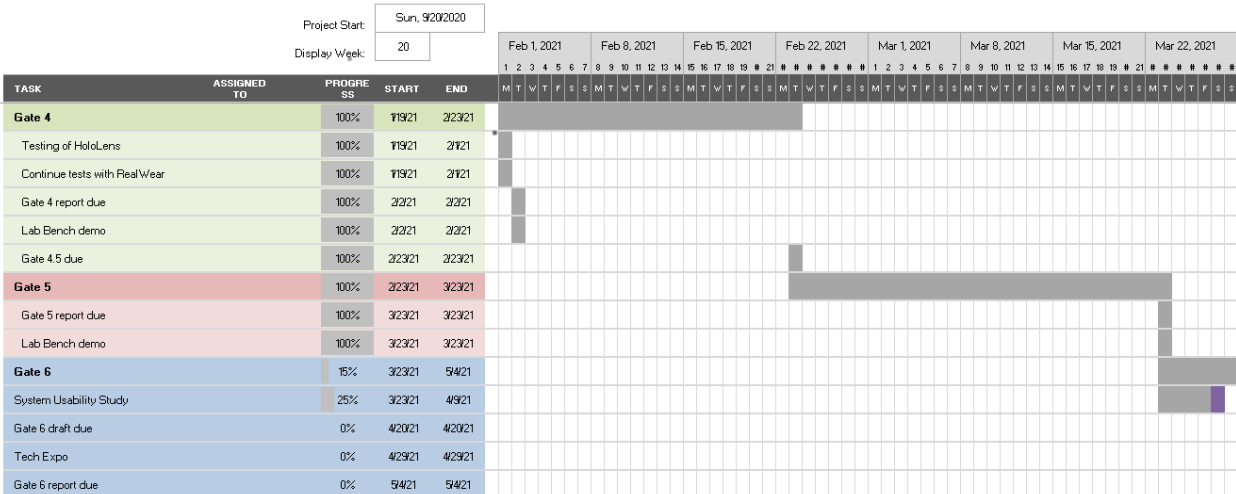 Project Start: Sun, 9/20/2020
Display Week: 20
Feb 1, 2021 Feb 8, 2021 Feb 15, 2021 Feb 22, 2021 Mar 1, 2021 Mar 8, 2021 Mar 15, 2021 Mar 22, 2021
1 2 3 4 5 6 7 8 9 10 11 12 13 14 15 16 17 18 19 # 21 # # # # # # # 1 2 3 4 5 6 7 8 9 10 11 12 13 14 15 16 17 18 19 # 21 # # # # # # #
TASK ASSIGNED TO PROGRESS START END M T W T F S S M T W T F S S M T W T F S S M T W T F S S M T W T F S S M T W T F S S M T W T F S S M T W T F S S
Gate 4 100% 1/19/21 2/23/21
Testing of HoloLens 100% 1/19/21 2/1/21
Continue tests with RealWear 100% 1/19/21 2/1/21
Gate 4 report due 100% 2/2/21 2/2/21
Lab Bench demo 100% 2/2/21 2/2/21
Gate 4.5 due 100% 2/23/21 2/23/21
Gate 5 100% 2/23/21 3/23/21
Gate 5 report due 100% 3/23/21 3/23/21
Lab Bench demo 100% 3/23/21 3/23/21
Gate 6 15% 3/23/21 5/4/21
System Usability Study 25% 3/23/21 4/9/21
Gate 6 draft due 0% 4/20/21 4/20/21
Tech Expo 0% 4/29/21 4/29/21
Gate 6 report due 0% 5/4/21 5/4/21